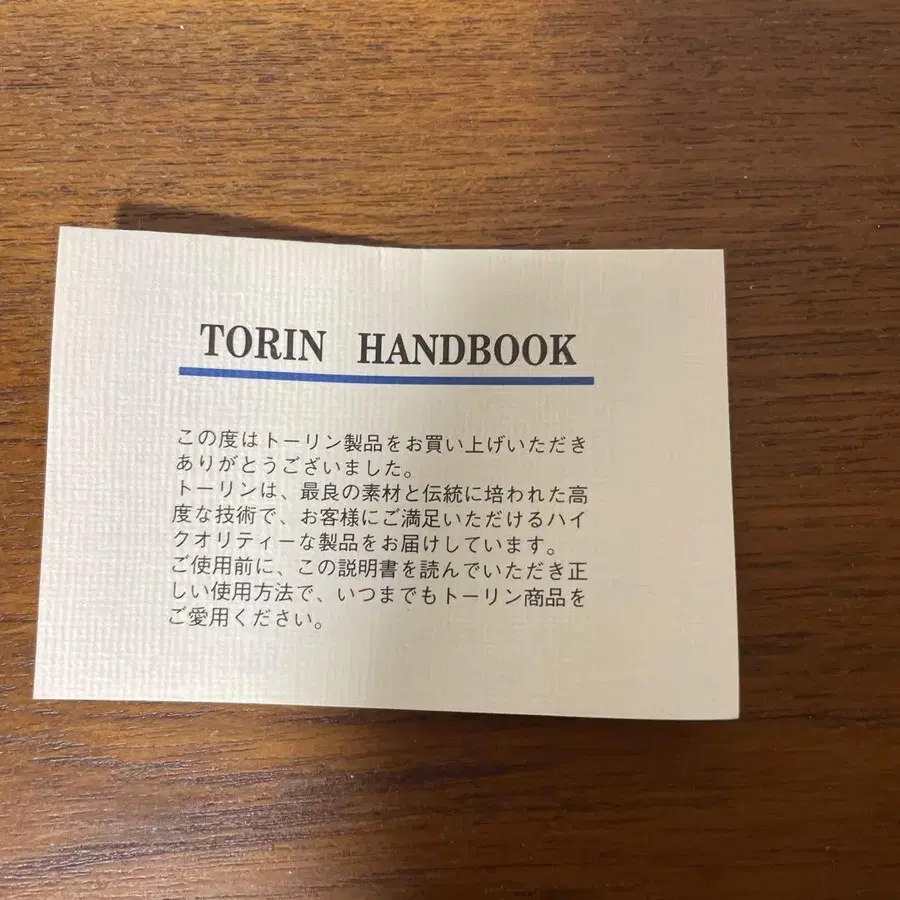 TORIN HANDBOOK
この度はトーリン製品をお買い上げいただき
ありがとうございました。
トーリンは、最良の素材と伝統に培われた高
度な技術で、お客様にご満足いただけるハイ
クオリティーな製品をお届けしています。
ご使用前に、この説明書を読んでいただき正
しい使用方法で、いつまでもトーリン商品を
ご愛用ください。